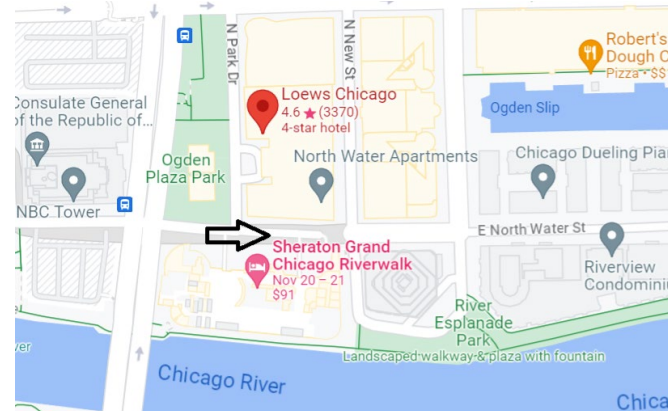 N Park Dr
N New St
Robert's
Dough C
Pizza • $$
Loews Chicago
4.6 ★ (3370)
4-star hotel
Consulate General
of the Republic of...
Ogden Slip
Ogden
Plaza Park
North Water Apartments
Chicago Dueling Pia
NBC Tower
E North Water St
Sheraton Grand
Chicago Riverwalk
Nov 20 – 21
$91
Riverview
Condomini
River
Esplanade
Park
Landscaped walkway & plaza with fountain
ver
Chicago River
Chica